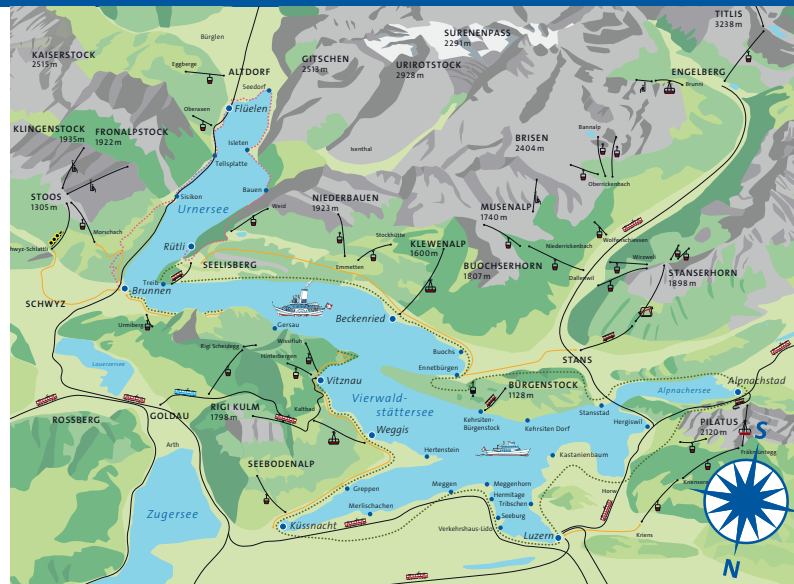 TITLIS
3238 m
SURENENPASS
2291 m
Bürglen
KAISERSTOCK
2515 m
GITSCHEN
2513 m
URIROTSTOCK
2928 m
Eggberge
ALTDORF
ENGELBERG
Brunni
Seedorf
Oberaxen
Flüelen
KLINGENSTOCK
1935 m
FRONALPSTOCK
1922 m
Isleten
Isenthal
BRISEN
2404 m
Bannalp
Tellsplatte
Bauen
Oberrickenbach
STOOS
1305 m
Sisikon
Urnersee
Weid
NIEDERBAUEN
1923 m
MUSENALP
1740 m
Morschach
Stockhütte
KLEWENALP
1600 m
Wolfenschiessen
hwyz-Schlattli
Rütli
SEELISBERG
Emmetten
BUOCHSERHORN
1807 m
Niederrickenbach
Wirzweli
Dallenwil
STANSERHORN
1898 m
Treib
Brunnen
SCHWYZ
Gersau
Beckenried
Urmiberg
Rigi Scheidegg
Wissifluh
Hinterbergen
Buochs
Ennetbürgen
STANS
Lauerzersee
Vitznau
BÜRGENSTOCK
1128 m
Alpnachersee
Alpnachstad
GOLDAU
RIGI KULM
1798 m
Kaltbad
Vierwald-
stättersee
Stansstad
ROSSBERG
Weggis
Kehrsiten-
Bürgenstock
Kehrsiten Dorf
Hergiswil
PILATUS
2120 m
S
Arth
Hertenstein
Kastanienbaum
Fräkmüntegg
SEEBODENALP
Meggen
Meggenhorn
Krienseregg
Greppen
Hermitage
Tribschen
Horw
Zugersee
Merlischachen
Seeburg
Küssnacht
Verkehrshaus-Lido
Luzern
Kriens
N